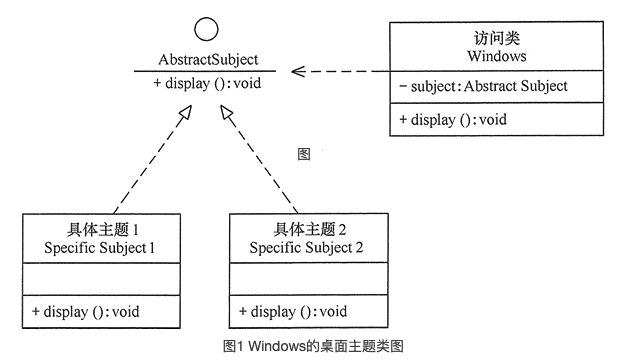 AbstractSubject
+ display ():void
访问类
Windows
- subject:Abstract Subject
+ display ():void
图
具体主题1
Specific Subject 1
+ display ():void
具体主题2
Specific Subject 2
+ display ():void
图1 Windows的桌面主题类图